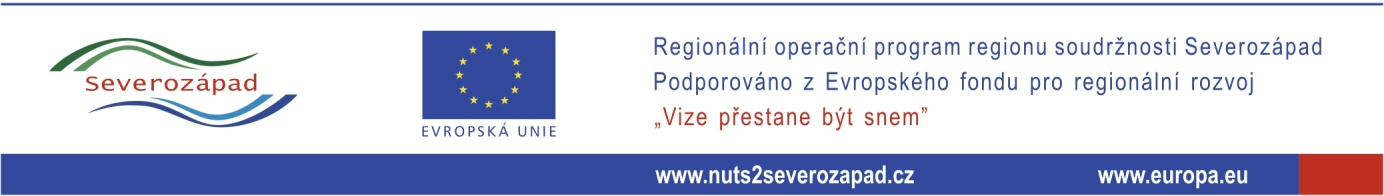 Severozápad
EVROPSKÁ UNIE
Regionální operační program regionu soudržnosti Severozápad
Podporováno z Evropského fondu pro regionální rozvoj
„Vize přestane být snem”
www.nuts2severozapad.cz
www.europa.eu